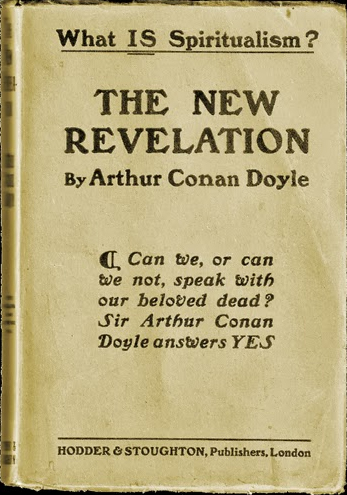 What IS Spiritualism?
THE NEW
REVELATION
By Arthur Conan Doyle
¶ Can we, or can
we not, speak with
our beloved dead?
Sir Arthur Conan
Doyle answers YES
HODDER & STOUGHTON, Publishers, London